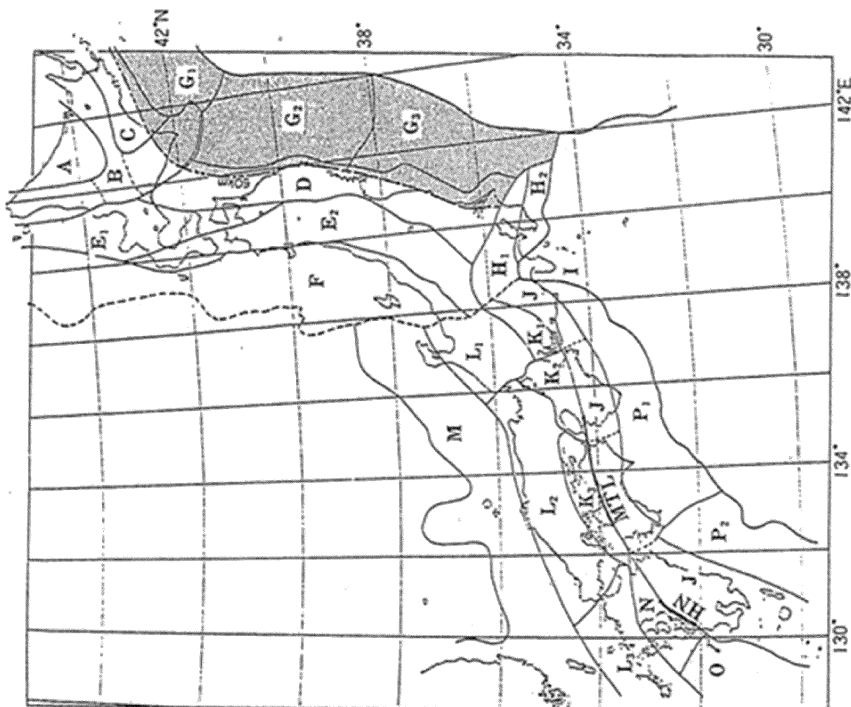 42°N
38°
34°
30°
142°E
138°
134°
130°
A
B
C
G₁
G₂
G₃
D
E₁
E₂
F
H₁
H₂
I
J
K₁
K₂
L₁
M
J
P₁
L₂
K₃
MTL
P₂
J
N
HN
L₃
O